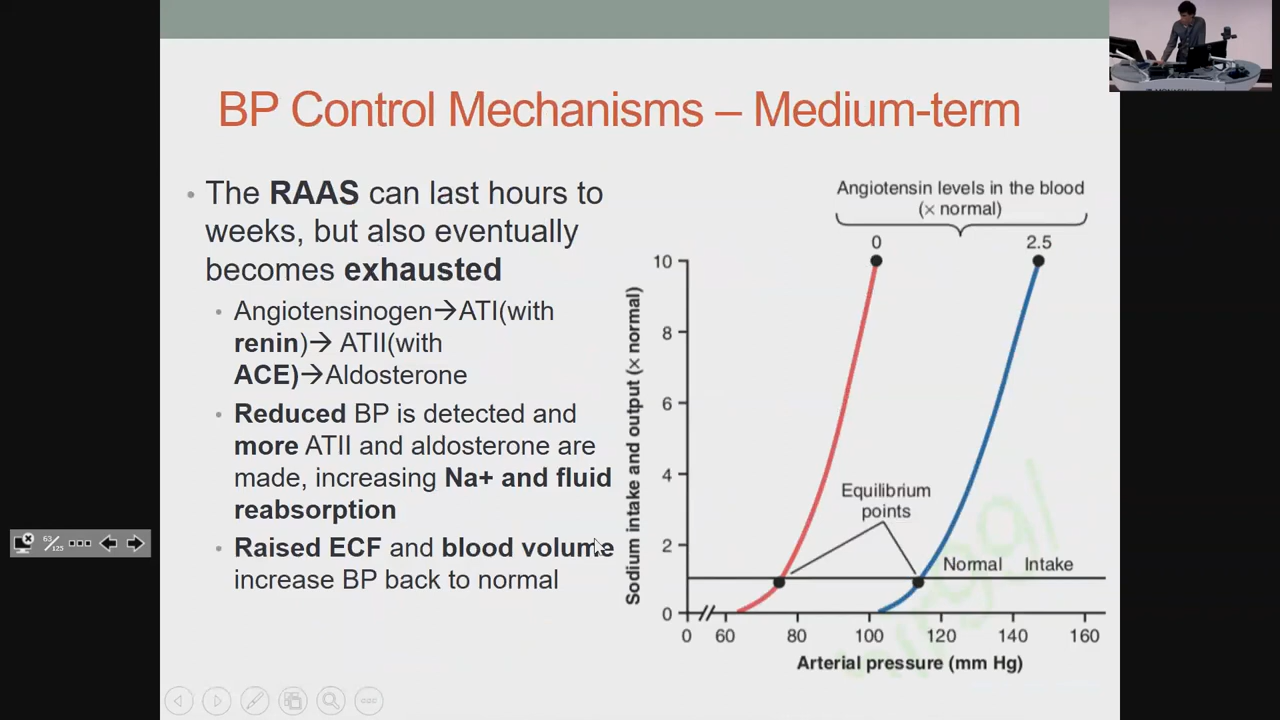 BP Control Mechanisms – Medium-term
• The RAAS can last hours to
weeks, but also eventually
becomes exhausted
• Angiotensinogen→ATI(with
renin)→ ATII(with
ACE)→Aldosterone
• Reduced BP is detected and
more ATII and aldosterone are
made, increasing Na+ and fluid
reabsorption
• Raised ECF and blood volume
increase BP back to normal
Angiotensin levels in the blood
(× normal)
0 2.5
Sodium intake and output (× normal)
10
8
6
4
2
0
Equilibrium
points
Normal Intake
0 60 80 100 120 140 160
Arterial pressure (mm Hg)
63/125